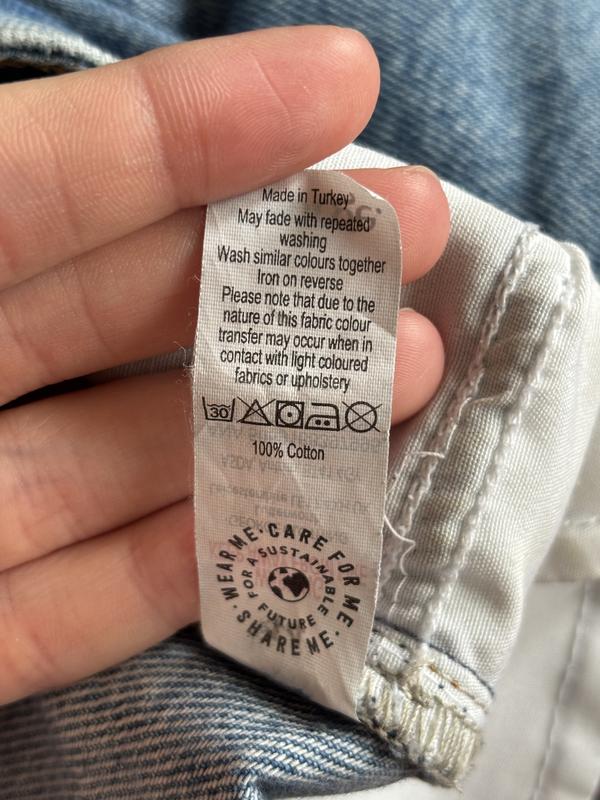 Made in Turkey
May fade with repeated
washing
Wash similar colours together
Iron on reverse
Please note that due to the
nature of this fabric colour
transfer may occur when in
contact with light coloured
fabrics or upholstery
30
100% Cotton
WEAR ME · CARE FOR ME · SHARE ME ·
FOR A SUSTAINABLE FUTURE